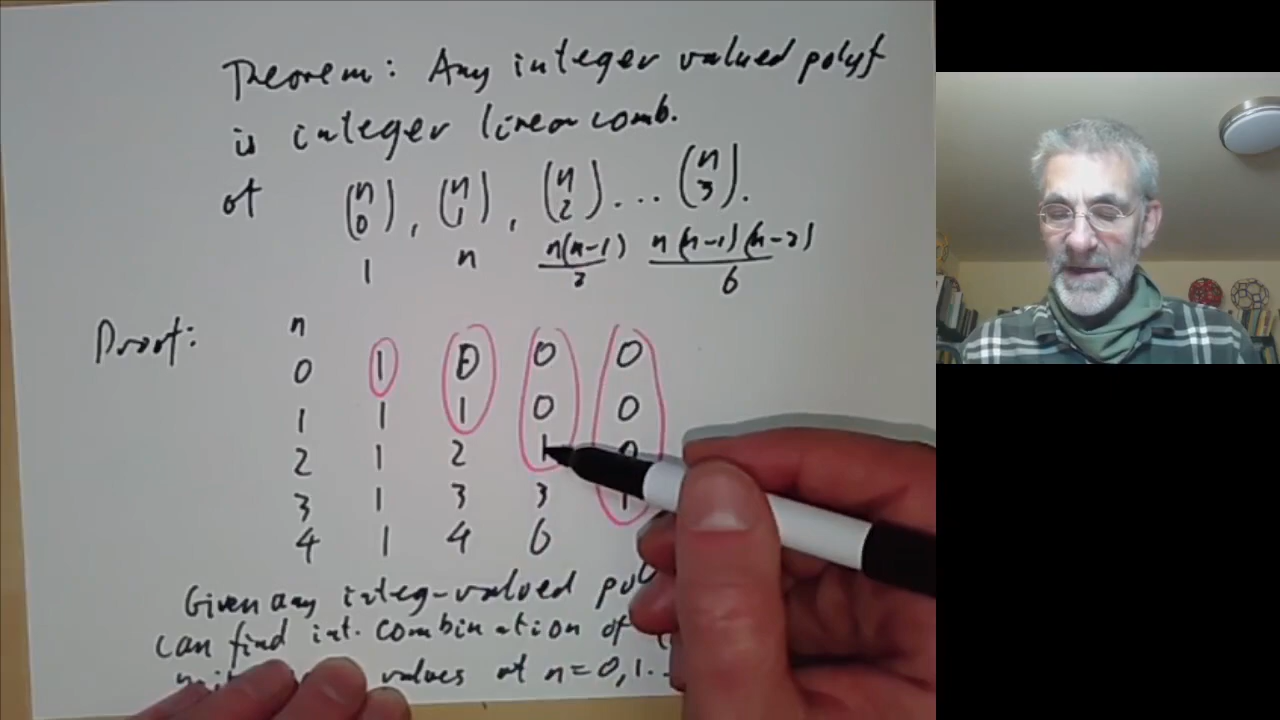 Theorem: Any integer valued polyf
is integer linear comb.
of (n 0), (n 1), (n 2) ... (n 3).
1 n n(n-1)/2 n(n-1)(n-2)/6
Proof: n
0 1 0 0 0
1 1 1 0 0
2 1 2 1 0
3 1 3 3 1
4 1 4 6
Given any integ-valued pol
can find int. combination of
values at n=0,1..